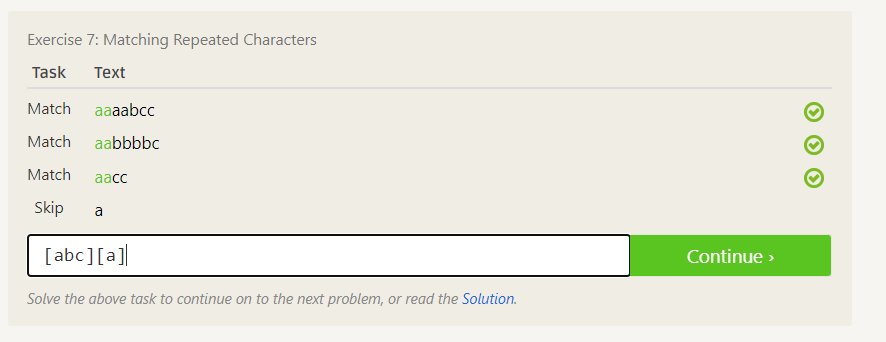 Exercise 7: Matching Repeated Characters
Task Text
Match aaaabcc
Match aabbbbc
Match aacc
Skip a
[abc][a]
Continue ›
Solve the above task to continue on to the next problem, or read the Solution.